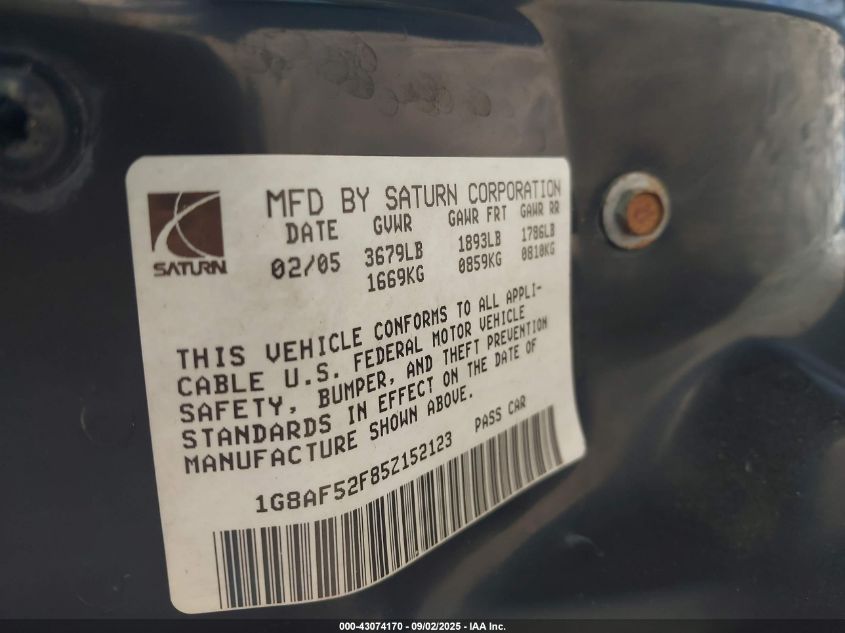 MFD BY SATURN CORPORATION
DATE GVWR GAWR FRT GAWR RR
02/05 3679LB 1893LB 1786LB
1669KG 0859KG 0810KG
SATURN
THIS VEHICLE CONFORMS TO ALL APPLI-
CABLE U.S. FEDERAL MOTOR VEHICLE
SAFETY, BUMPER, AND THEFT PREVENTION
STANDARDS IN EFFECT ON THE DATE OF
MANUFACTURE SHOWN ABOVE.
1G8AF52F85Z152123 PASS CAR
000-43074170 - 09/02/2025 - IAA Inc.